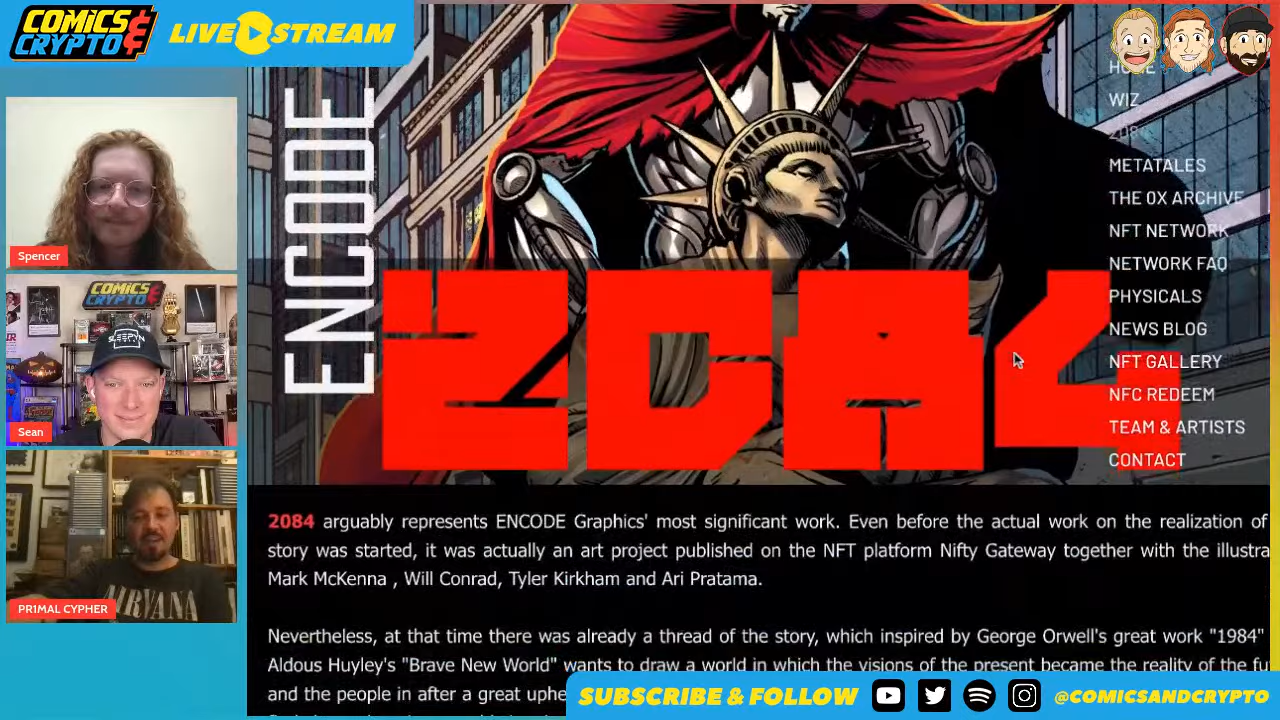 COMICS &
CRYPTO
LIVE STREAM
Spencer
COMICS &
CRYPTO
SLEEPYN
Sean
NIRVANA
PR1MAL CYPHER
ENCODE
2084
HOME
WIZ
2084
METATALES
THE 0X ARCHIVE
NFT NETWORK
NETWORK FAQ
PHYSICALS
NEWS BLOG
NFT GALLERY
NFC REDEEM
TEAM & ARTISTS
CONTACT
2084 arguably represents ENCODE Graphics' most significant work. Even before the actual work on the realization of
story was started, it was actually an art project published on the NFT platform Nifty Gateway together with the illustra
Mark McKenna , Will Conrad, Tyler Kirkham and Ari Pratama.
Nevertheless, at that time there was already a thread of the story, which inspired by George Orwell's great work "1984"
Aldous Huyley's "Brave New World" wants to draw a world in which the visions of the present became the reality of the fu
and the people in after a great uphe
SUBSCRIBE & FOLLOW
@COMICSANDCRYPTO